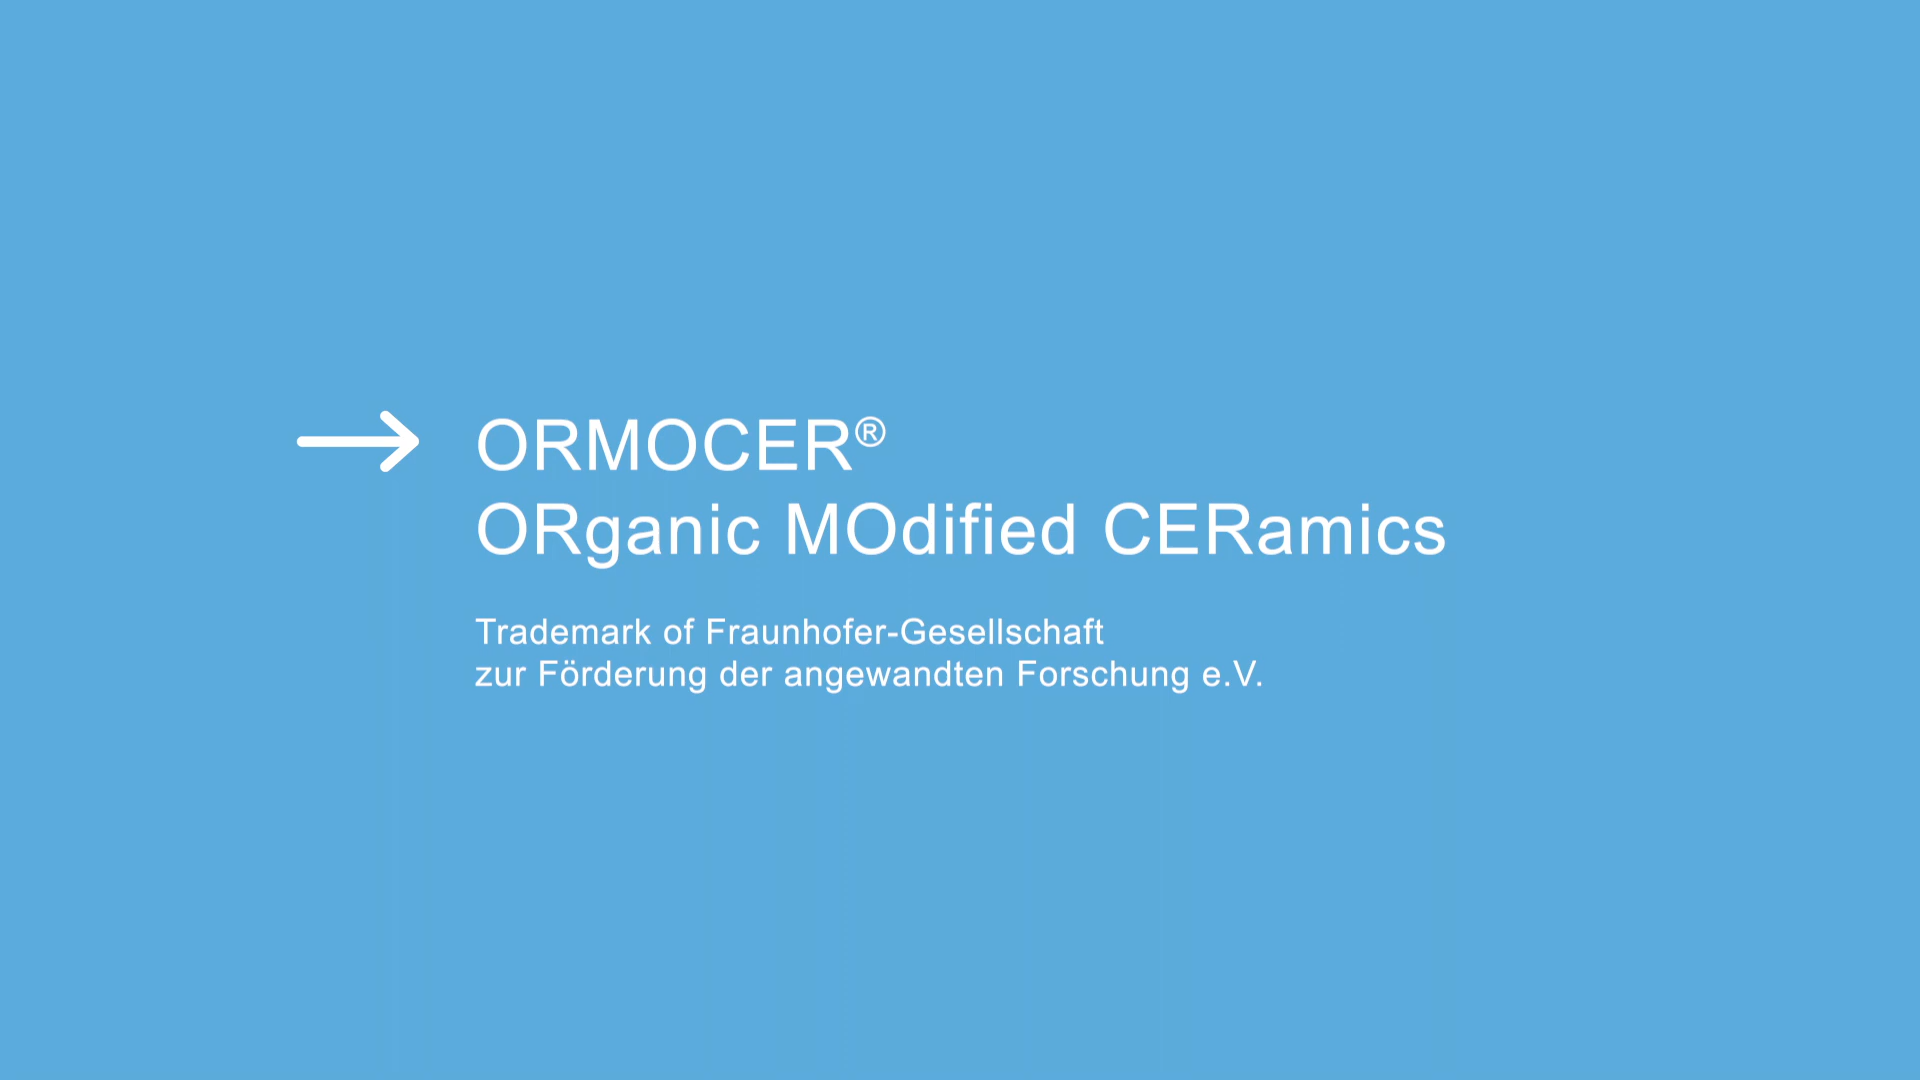 ORMOCER®
ORganic MOdified CERamics
Trademark of Fraunhofer-Gesellschaft
zur Förderung der angewandten Forschung e.V.